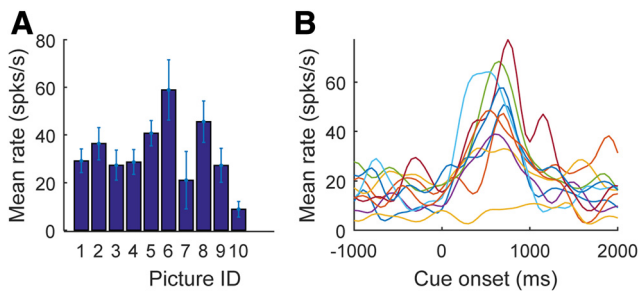 A
Mean rate (spks/s)
80
60
40
20
0
1 2 3 4 5 6 7 8 9 10
Picture ID
B
Mean rate (spks/s)
60
40
20
0
-1000 0 1000 2000
Cue onset (ms)